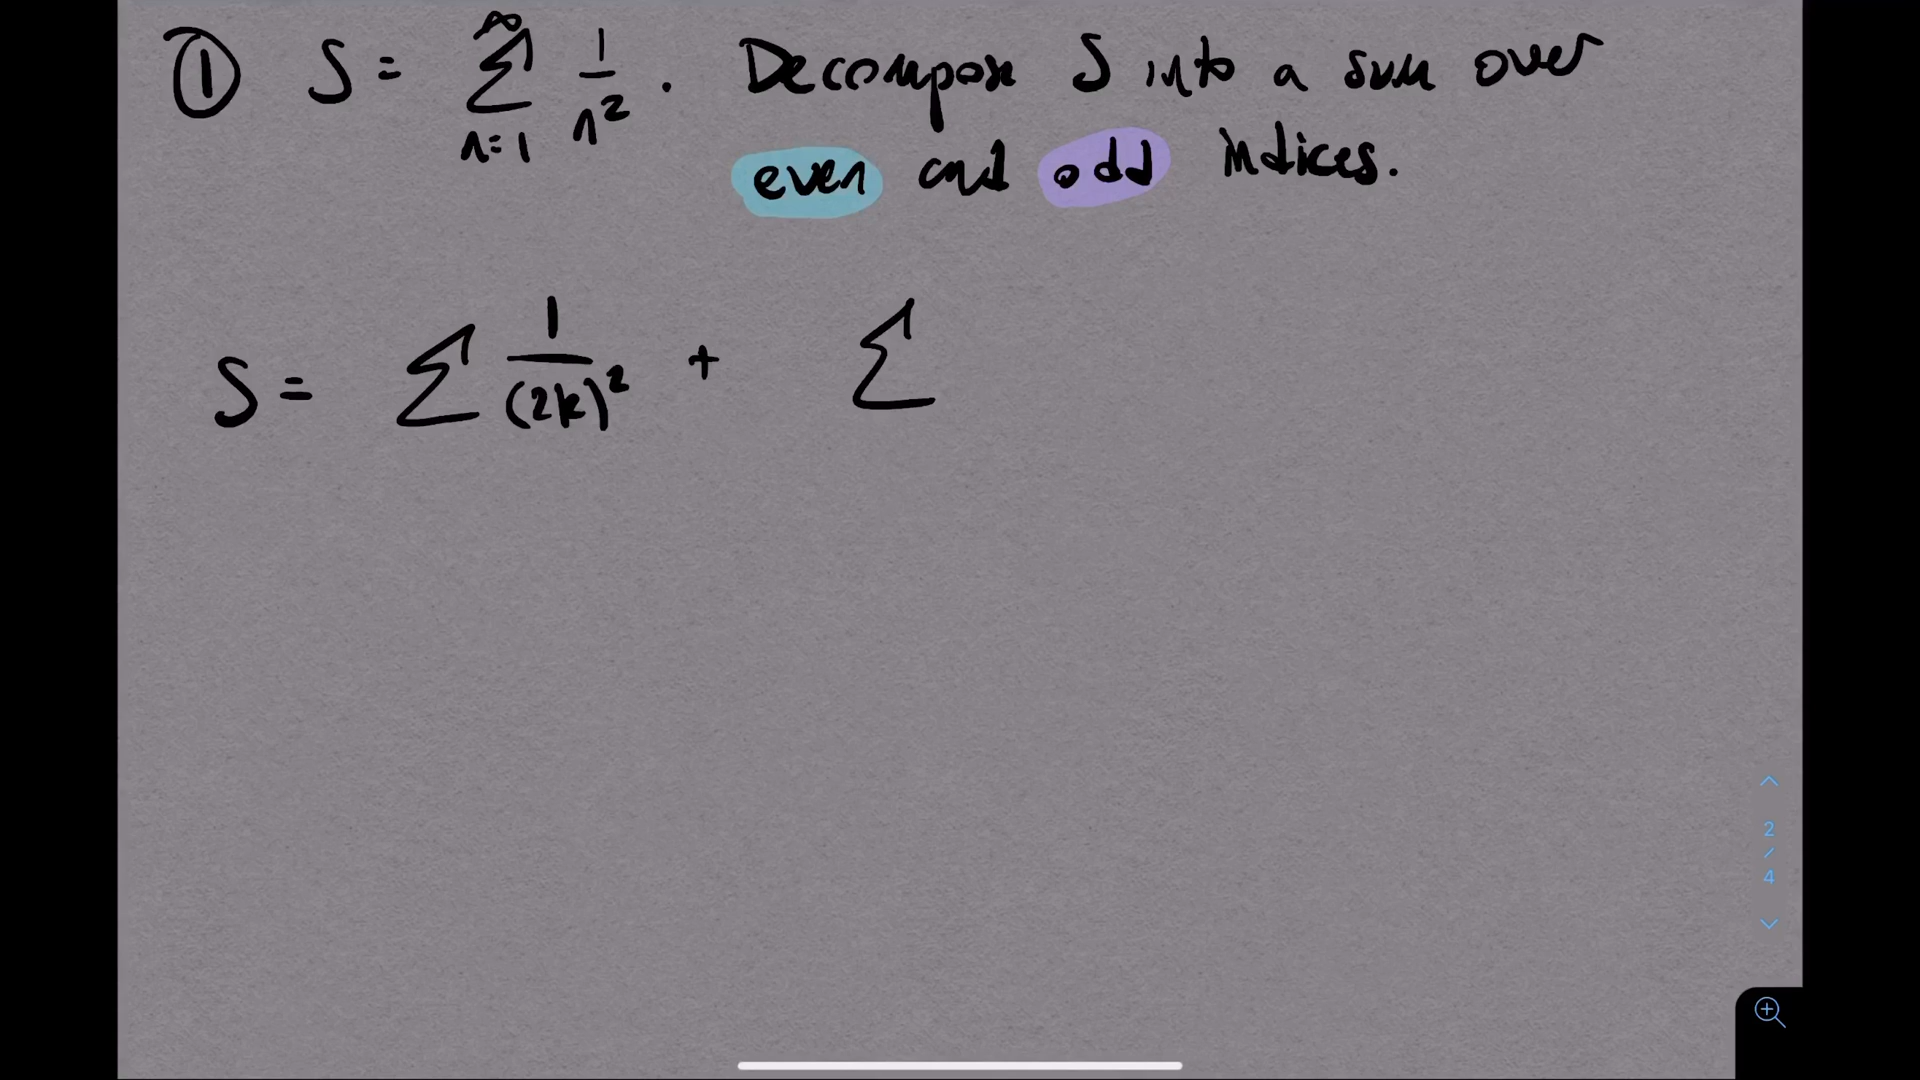 ① S = ∑_{n=1}^{∞} 1/n². Decompose S into a sum over
even and odd indices.
S = ∑ 1/(2k)² + ∑
2 / 4